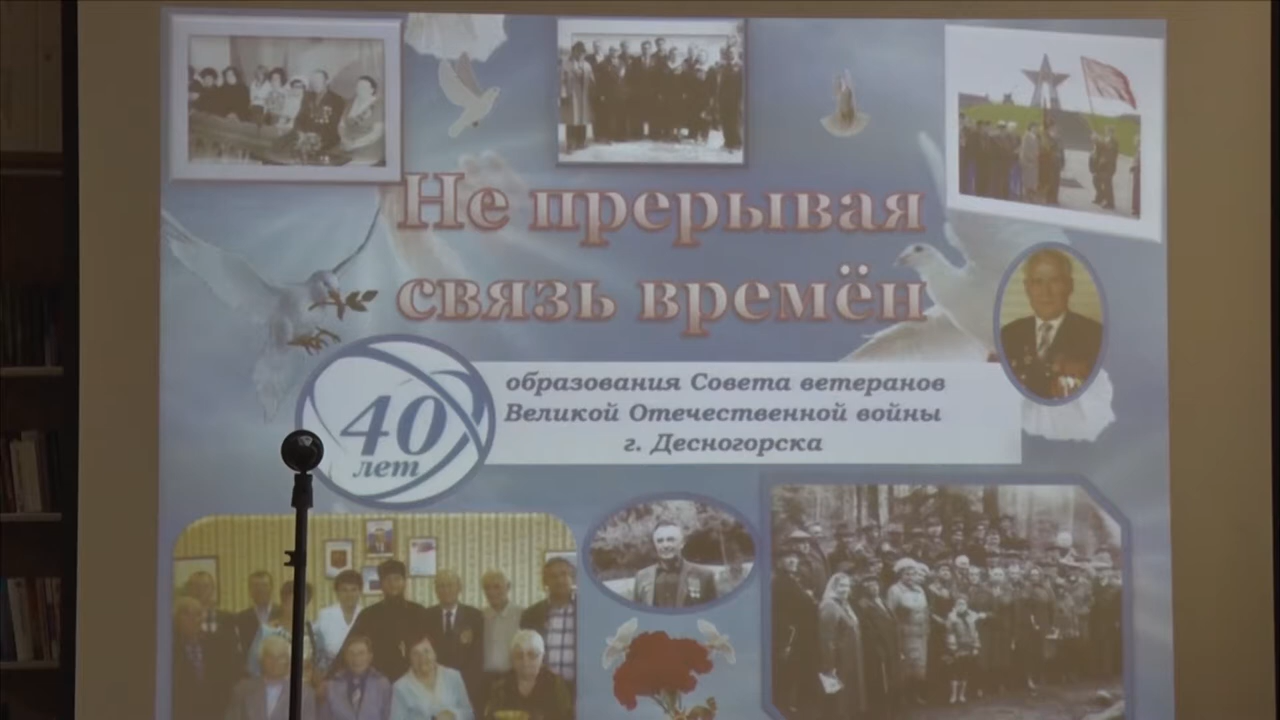 Не прерывая
связь времён
40
лет
образования Совета ветеранов
Великой Отечественной войны
г. Десногорска